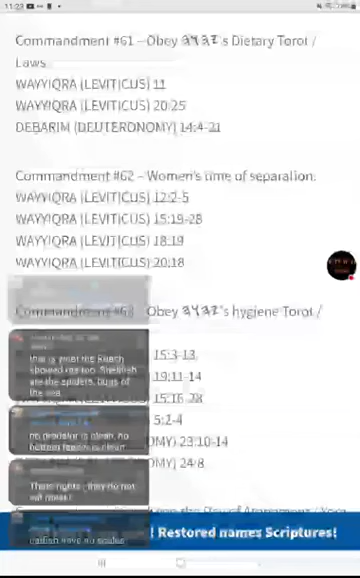 11:23
Commandment #61 – Obey 𐤉𐤄𐤅𐤄's Dietary Torot /
Laws
WAYYIQRA (LEVITICUS) 11
WAYYIQRA (LEVITICUS) 20:25
DEBARIM (DEUTERONOMY) 14:4-21
Commandment #62 – Women's time of separation.
WAYYIQRA (LEVITICUS) 12:2-5
WAYYIQRA (LEVITICUS) 15:19-28
WAYYIQRA (LEVITICUS) 18:19
WAYYIQRA (LEVITICUS) 20:18
Commandment #63 Obey 𐤉𐤄𐤅𐤄's hygiene Torot /
15:3-13
19:11-14
15:16-28
5:2-4
OMY) 23:10-14
OMY) 24:8
that is what the
showed me too. Shellfish
are the spiders, bugs of
the sea
no predator is clean, no
bottom feeder is clean
Thats right , they do not
catfish have no scales
! Restored names Scriptures!